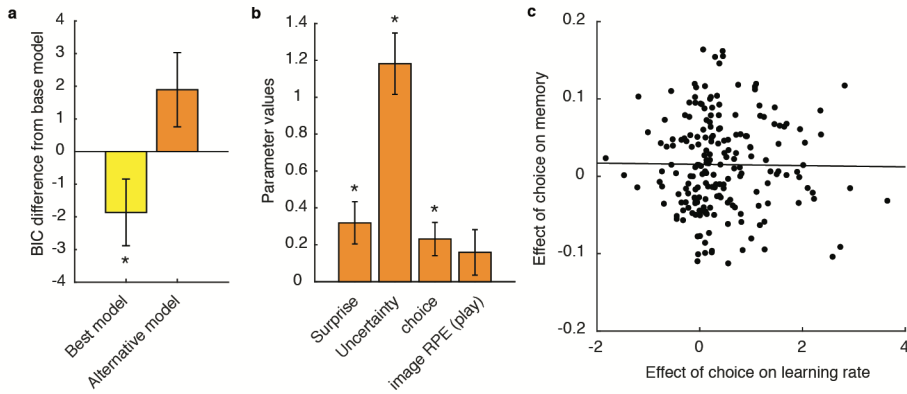 a
4
3
2
1
0
-1
-2
-3
-4
BIC difference from base model
*
Best model
Alternative model
b
1.4
1.2
1
0.8
0.6
0.4
0.2
0
Parameter values
*
*
*
Surprise
Uncertainty
choice
image RPE (play)
c
0.2
0.1
0
-0.1
-0.2
Effect of choice on memory
-2
0
2
4
Effect of choice on learning rate